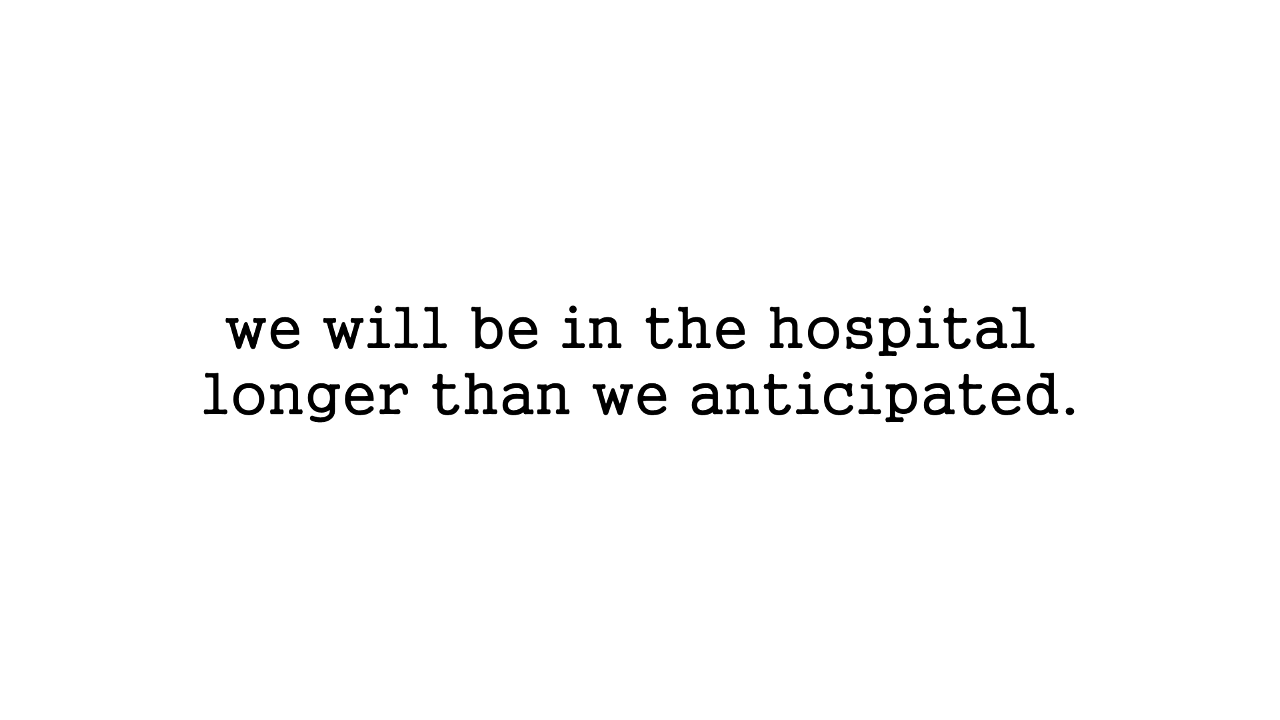 we will be in the hospital
longer than we anticipated.